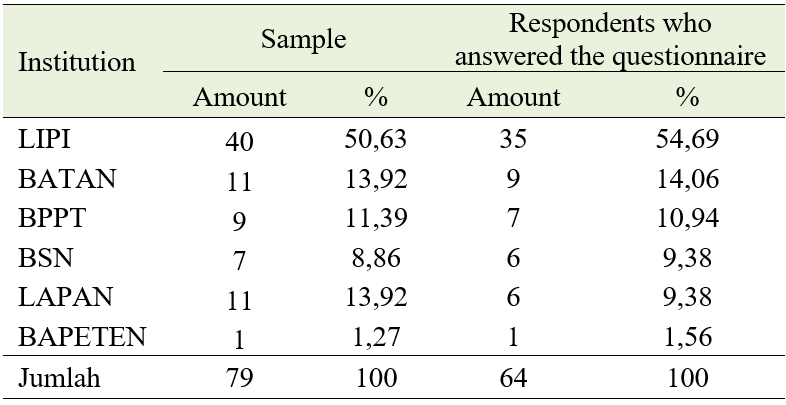 Institution Sample Respondents who
answered the questionnaire
Amount % Amount %
LIPI 40 50,63 35 54,69
BATAN 11 13,92 9 14,06
BPPT 9 11,39 7 10,94
BSN 7 8,86 6 9,38
LAPAN 11 13,92 6 9,38
BAPETEN 1 1,27 1 1,56
Jumlah 79 100 64 100